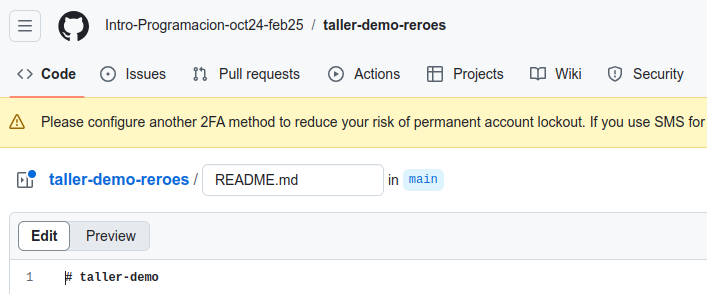 Intro-Programacion-oct24-feb25 / taller-demo-reroes
Code Issues Pull requests Actions Projects Wiki Security
Please configure another 2FA method to reduce your risk of permanent account lockout. If you use SMS for
taller-demo-reroes / README.md in main
Edit Preview
1 # taller-demo